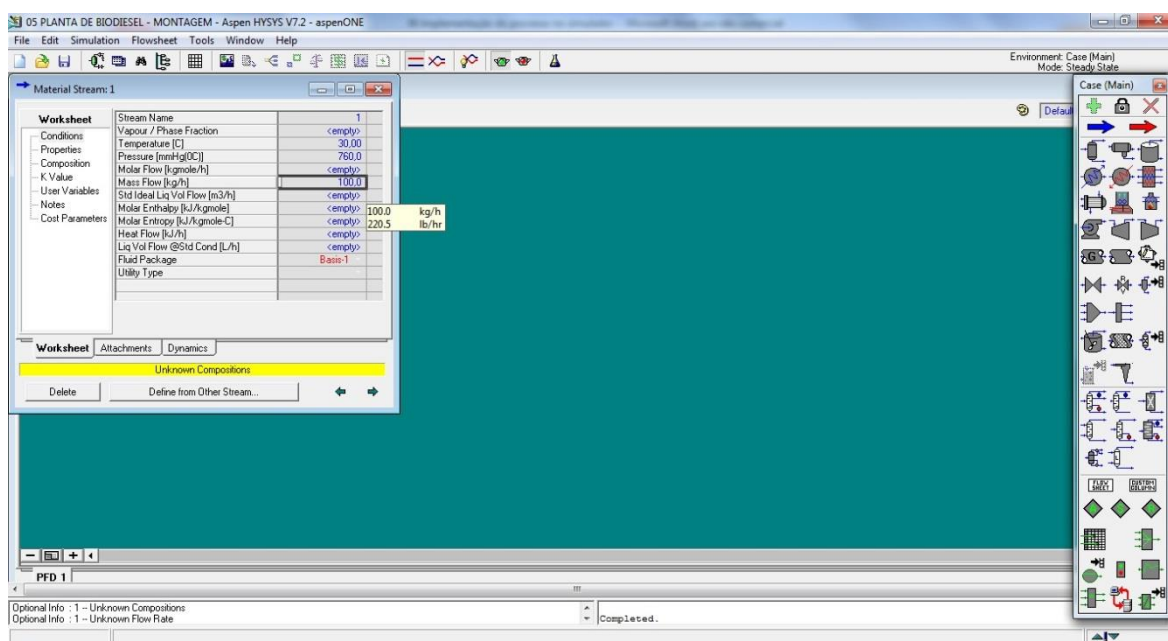 05 PLANTA DE BIODIESEL - MONTAGEM - Aspen HYSYS V7.2 - aspenONE
File Edit Simulation Flowsheet Tools Window Help
Environment: Case (Main)
Mode: Steady State
Material Stream: 1
Case (Main)
Defaul
Worksheet
Conditions
Properties
Composition
K Value
User Variables
Notes
Cost Parameters
Stream Name 1
Vapour / Phase Fraction <empty>
Temperature [C] 30,00
Pressure [mmHg(0C)] 760,0
Molar Flow [kgmole/h] <empty>
Mass Flow [kg/h] 100,0
Std Ideal Liq Vol Flow [m3/h] <empty>
Molar Enthalpy [kJ/kgmole] <empty>
Molar Entropy [kJ/kgmole-C] <empty>
Heat Flow [kJ/h] <empty>
Liq Vol Flow @Std Cond [L/h] <empty>
Fluid Package Basis-1
Utility Type
100.0 kg/h
220.5 lb/hr
Worksheet Attachments Dynamics
Unknown Compositions
Delete Define from Other Stream...
FLOW SHEET
CUSTOM COLUMN
PFD 1
Optional Info : 1 -- Unknown Compositions
Optional Info : 1 -- Unknown Flow Rate
Completed.